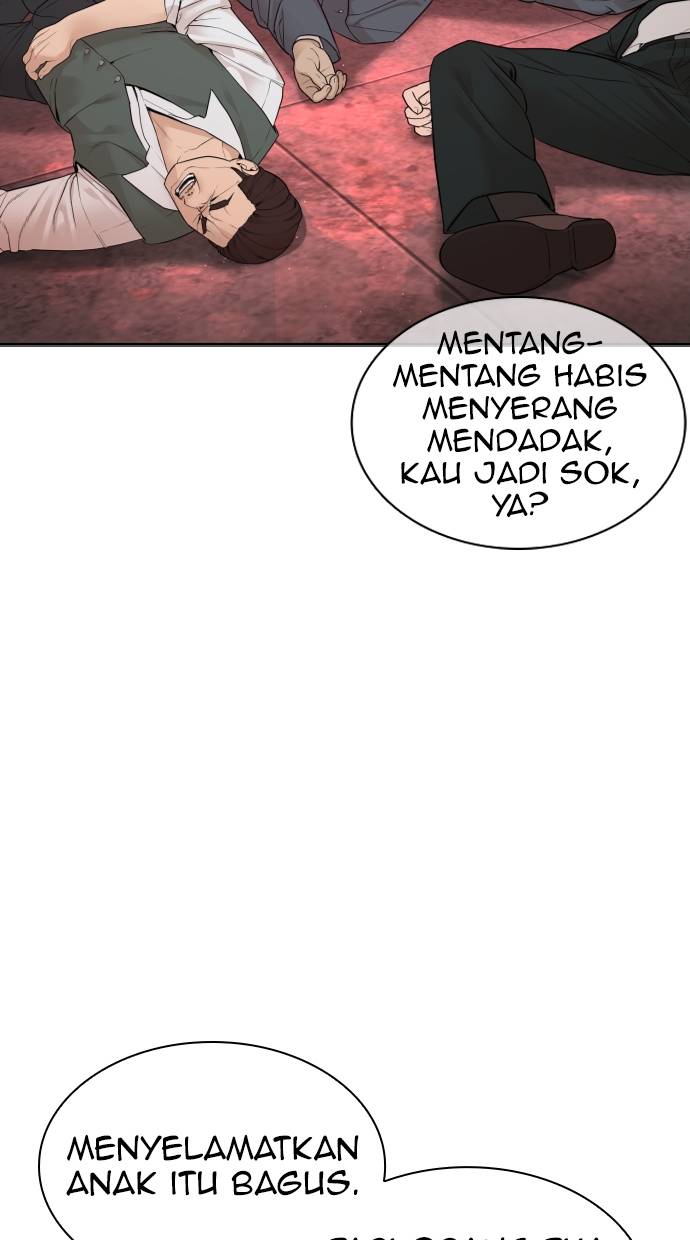 MENTANG-
MENTANG HABIS
MENYERANG
MENDADAK,
KAU JADI SOK,
YA?
MENYELAMATKAN
ANAK ITU BAGUS.